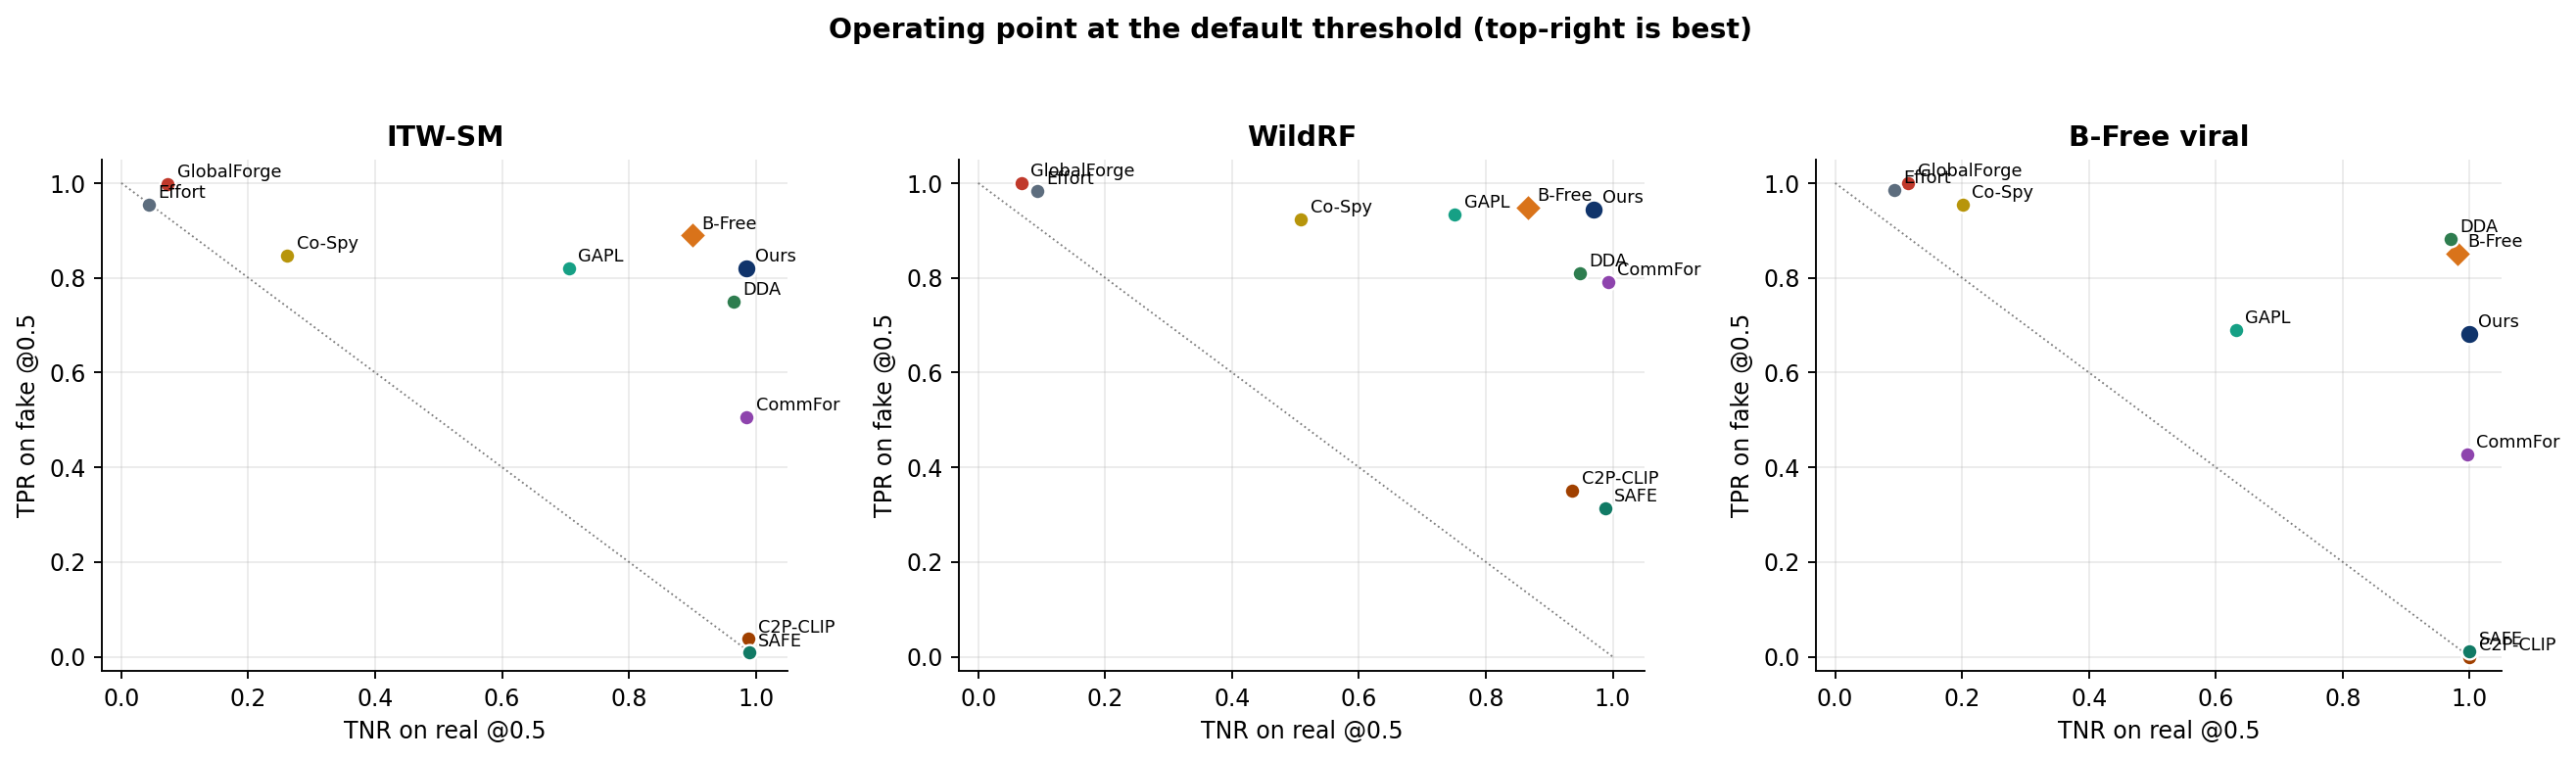 Operating point at the default threshold (top-right is best)
ITW-SM
TPR on fake @0.5
1.0
0.8
0.6
0.4
0.2
0.0
GlobalForge
Effort
Co-Spy
GAPL
B-Free
Ours
DDA
CommFor
C2P-CLIP
SAFE
0.0 0.2 0.4 0.6 0.8 1.0
TNR on real @0.5
WildRF
TPR on fake @0.5
1.0
0.8
0.6
0.4
0.2
0.0
GlobalForge
Effort
Co-Spy
GAPL
B-Free
Ours
DDA
CommFor
C2P-CLIP
SAFE
0.0 0.2 0.4 0.6 0.8 1.0
TNR on real @0.5
B-Free viral
TPR on fake @0.5
1.0
0.8
0.6
0.4
0.2
0.0
GlobalForge
Effort
Co-Spy
DDA
B-Free
GAPL
Ours
CommFor
SAFE
C2P-CLIP
0.0 0.2 0.4 0.6 0.8 1.0
TNR on real @0.5